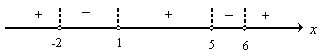 + − + − +
-2 1 5 6 x